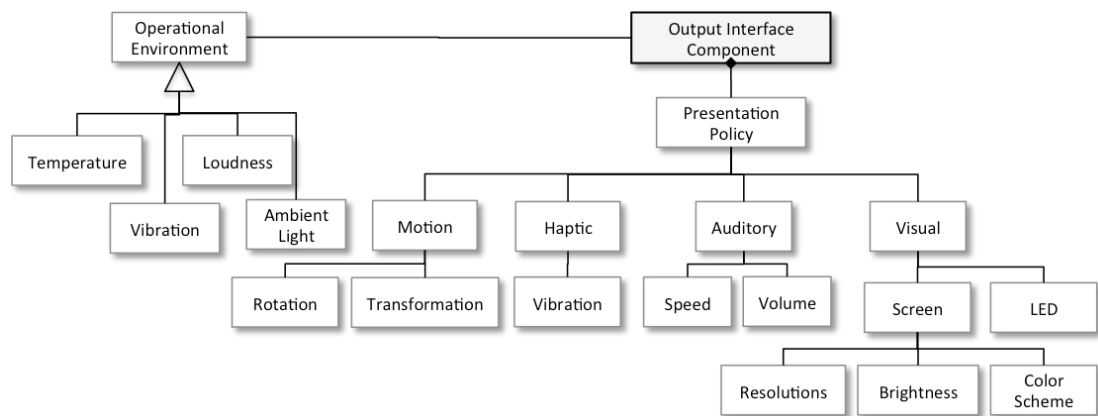 Operational
Environment
Output Interface
Component
Presentation
Policy
Temperature
Loudness
Vibration
Ambient
Light
Motion
Haptic
Auditory
Visual
Rotation
Transformation
Vibration
Speed
Volume
Screen
LED
Resolutions
Brightness
Color
Scheme